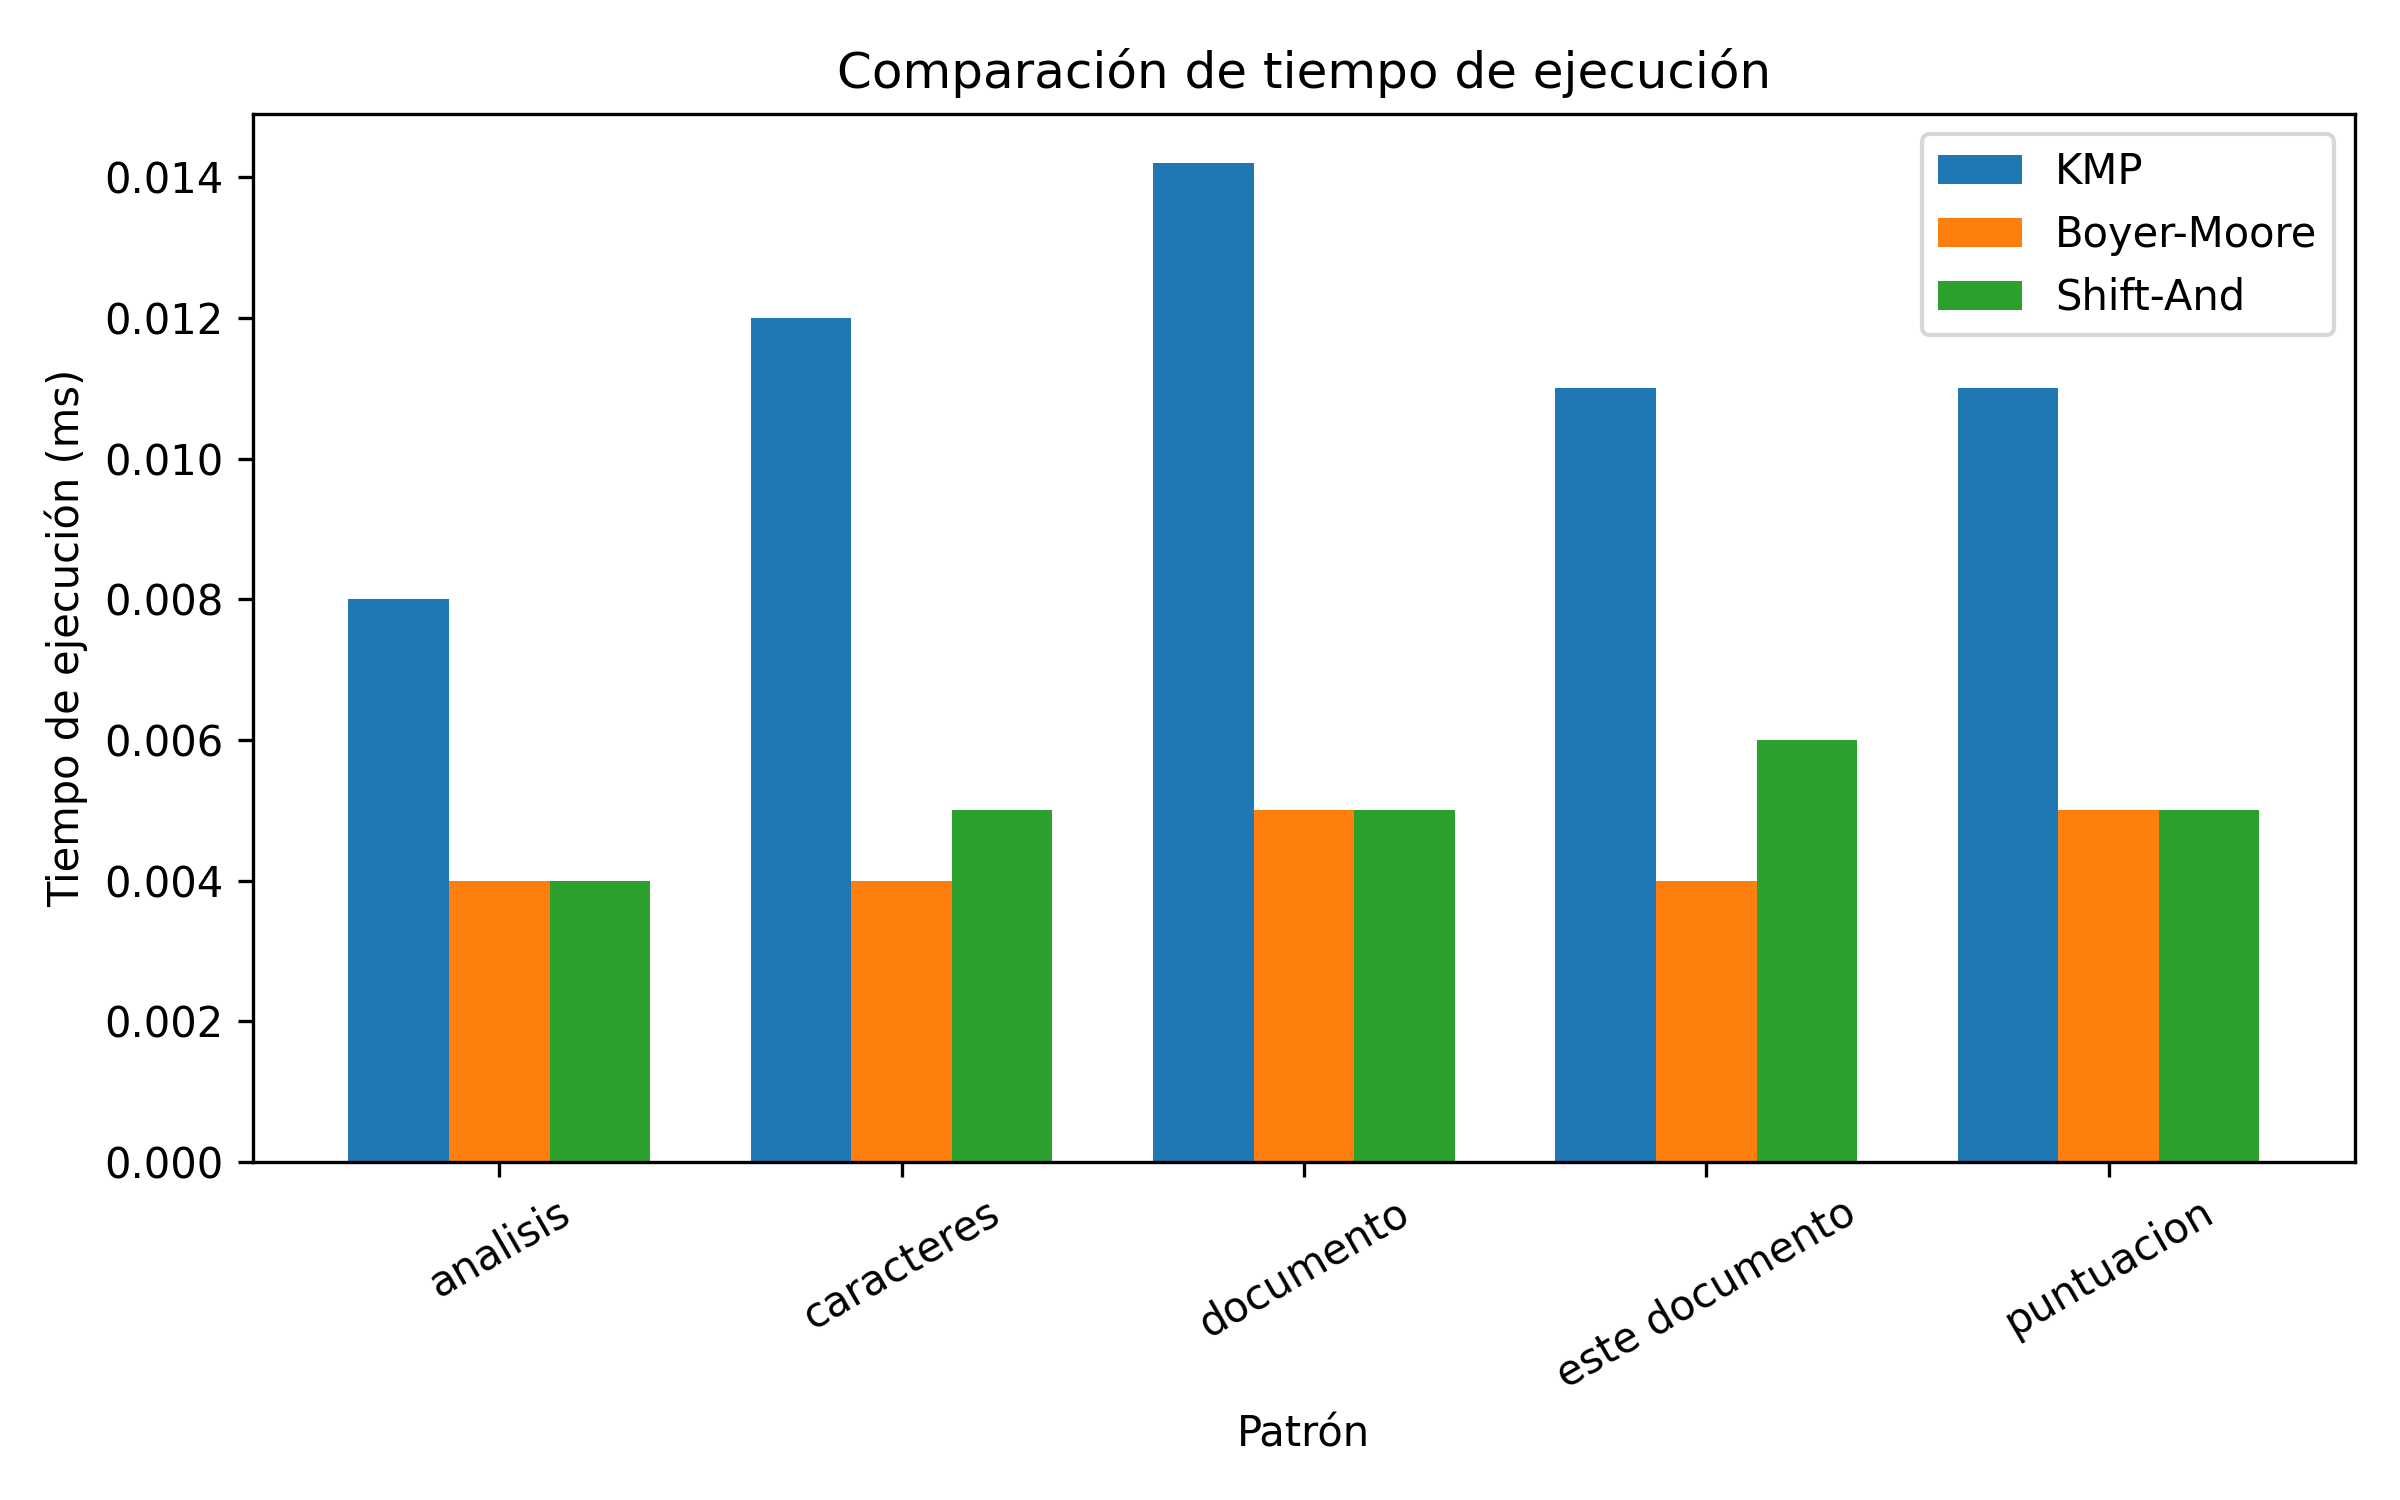 Comparación de tiempo de ejecución
KMP
Boyer-Moore
Shift-And
Tiempo de ejecución (ms)
0.014
0.012
0.010
0.008
0.006
0.004
0.002
0.000
analisis
caracteres
documento
este documento
puntuacion
Patrón